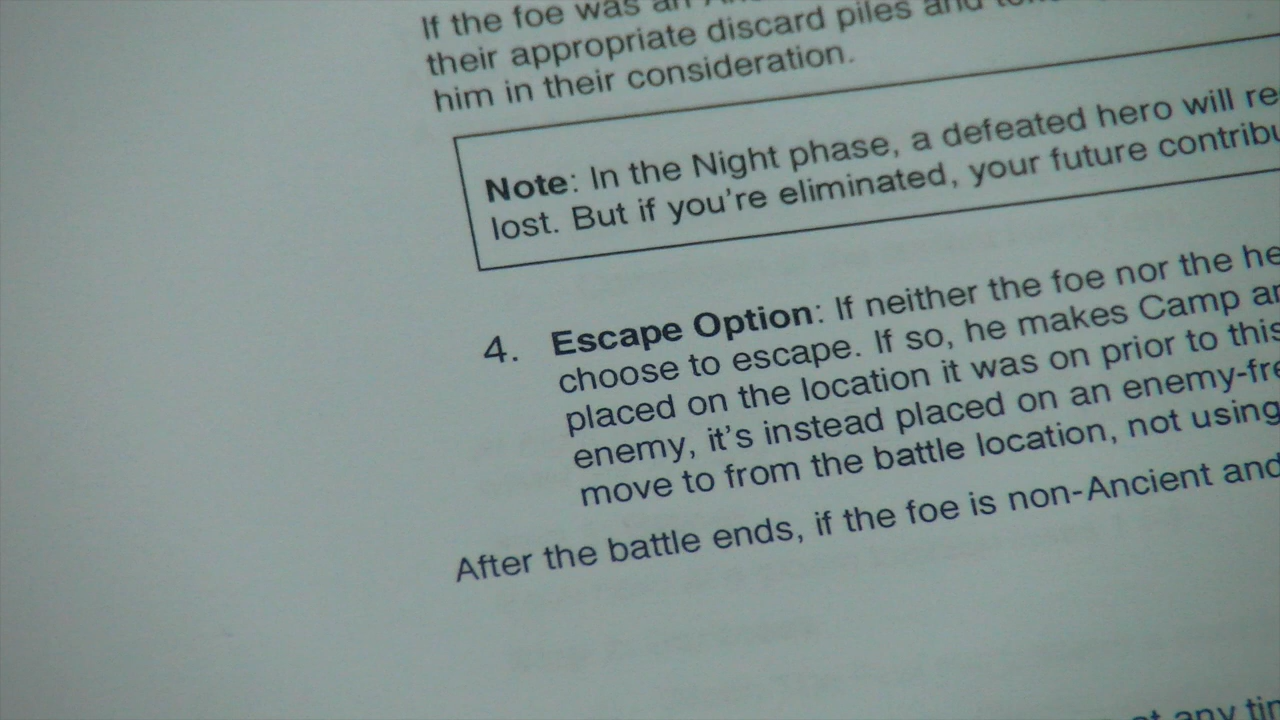 If the foe was an
their appropriate discard piles and
him in their consideration.
Note: In the Night phase, a defeated hero will re
lost. But if you're eliminated, your future contribu
4. Escape Option: If neither the foe nor the he
choose to escape. If so, he makes Camp an
placed on the location it was on prior to this
enemy, it's instead placed on an enemy-fre
move to from the battle location, not using
After the battle ends, if the foe is non-Ancient and
any tim